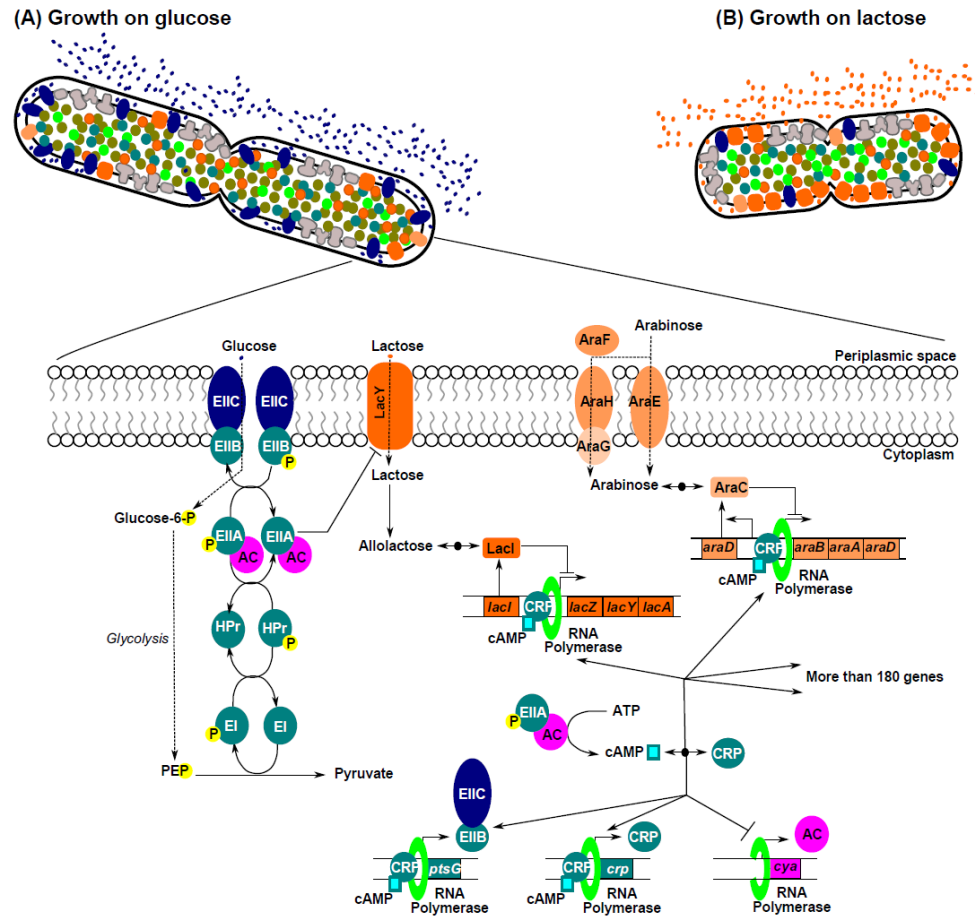 (A) Growth on glucose
(B) Growth on lactose
Glucose
Lactose
AraF
Arabinose
Periplasmic space
EIIC
EIIC
LacY
AraH
AraE
EIIB
EIIB
P
AraG
Cytoplasm
Lactose
Arabinose
AraC
Glucose-6-P
P
EIIA
AC
EIIA
AC
Allolactose
LacI
araD
CRP
araB
araA
araD
cAMP
RNA
Polymerase
lacI
CRP
lacZ
lacY
lacA
cAMP
RNA
Polymerase
HPr
HPr
P
Glycolysis
More than 180 genes
P
EI
EI
P
EIIA
AC
ATP
cAMP
CRP
PEP
Pyruvate
EIIC
EIIB
CRP
AC
CRP
ptsG
cAMP
RNA
Polymerase
CRP
crp
cAMP
RNA
Polymerase
cya
RNA
Polymerase